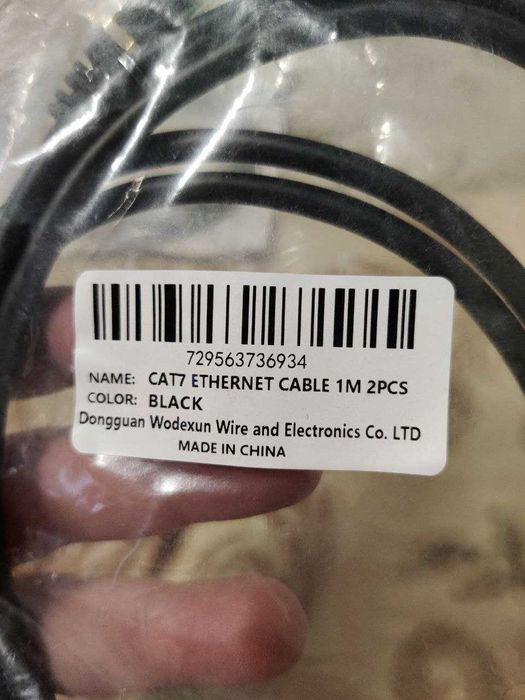 729563736934
NAME: CAT7 ETHERNET CABLE 1M 2PCS
COLOR: BLACK
Dongguan Wodexun Wire and Electronics Co. LTD
MADE IN CHINA